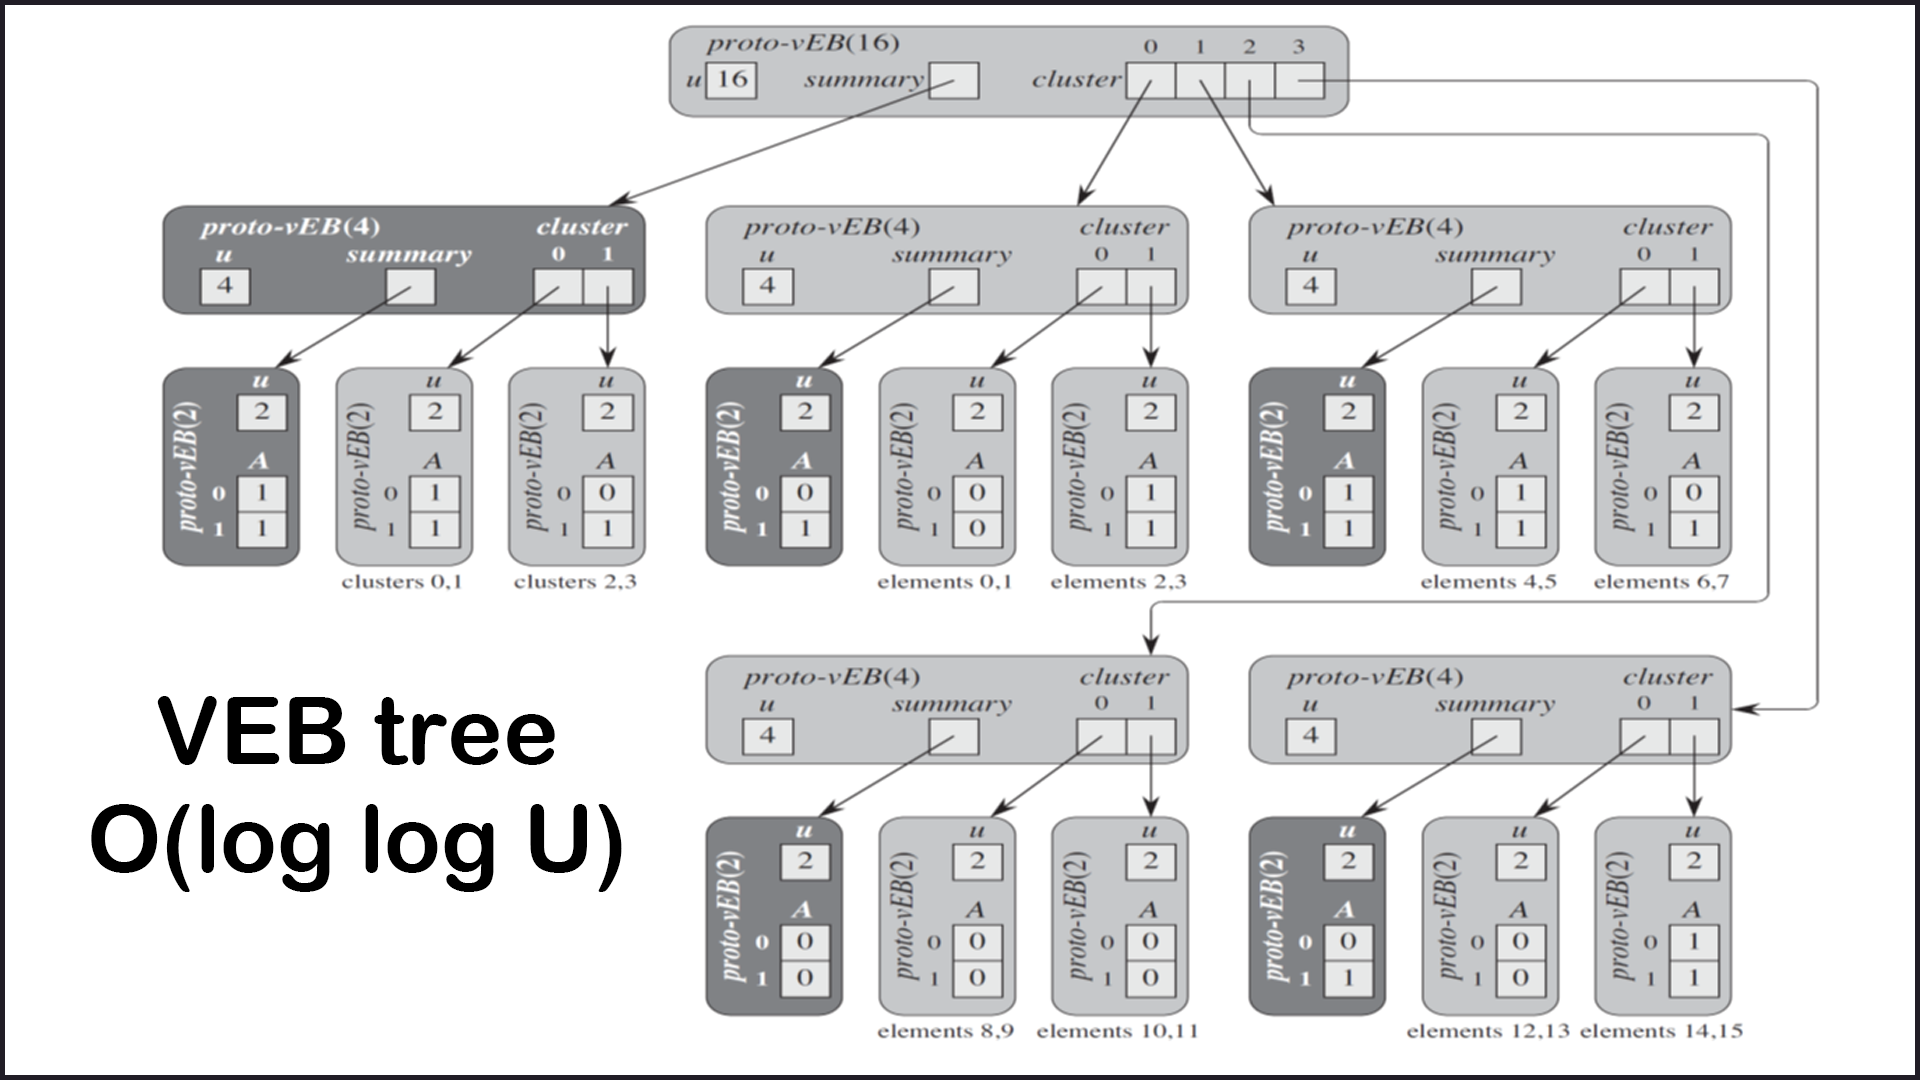 proto-vEB(16) 0 1 2 3
u 16 summary cluster
proto-vEB(4) cluster
u summary 0 1
4
proto-vEB(4) cluster
u summary 0 1
4
proto-vEB(4) cluster
u summary 0 1
4
proto-vEB(2)
u
2
A
0 1
1 1
proto-vEB(2)
u
2
A
0 1
1 1
clusters 0,1
proto-vEB(2)
u
2
A
0 0
1 1
clusters 2,3
proto-vEB(2)
u
2
A
0 0
1 1
proto-vEB(2)
u
2
A
0 0
1 0
elements 0,1
proto-vEB(2)
u
2
A
0 1
1 1
elements 2,3
proto-vEB(2)
u
2
A
0 1
1 1
proto-vEB(2)
u
2
A
0 1
1 1
elements 4,5
proto-vEB(2)
u
2
A
0 0
1 1
elements 6,7
VEB tree
O(log log U)
proto-vEB(4) cluster
u summary 0 1
4
proto-vEB(4) cluster
u summary 0 1
4
proto-vEB(2)
u
2
A
0 0
1 0
proto-vEB(2)
u
2
A
0 0
1 0
elements 8,9
proto-vEB(2)
u
2
A
0 0
1 0
elements 10,11
proto-vEB(2)
u
2
A
0 0
1 1
proto-vEB(2)
u
2
A
0 0
1 0
elements 12,13
proto-vEB(2)
u
2
A
0 1
1 1
elements 14,15